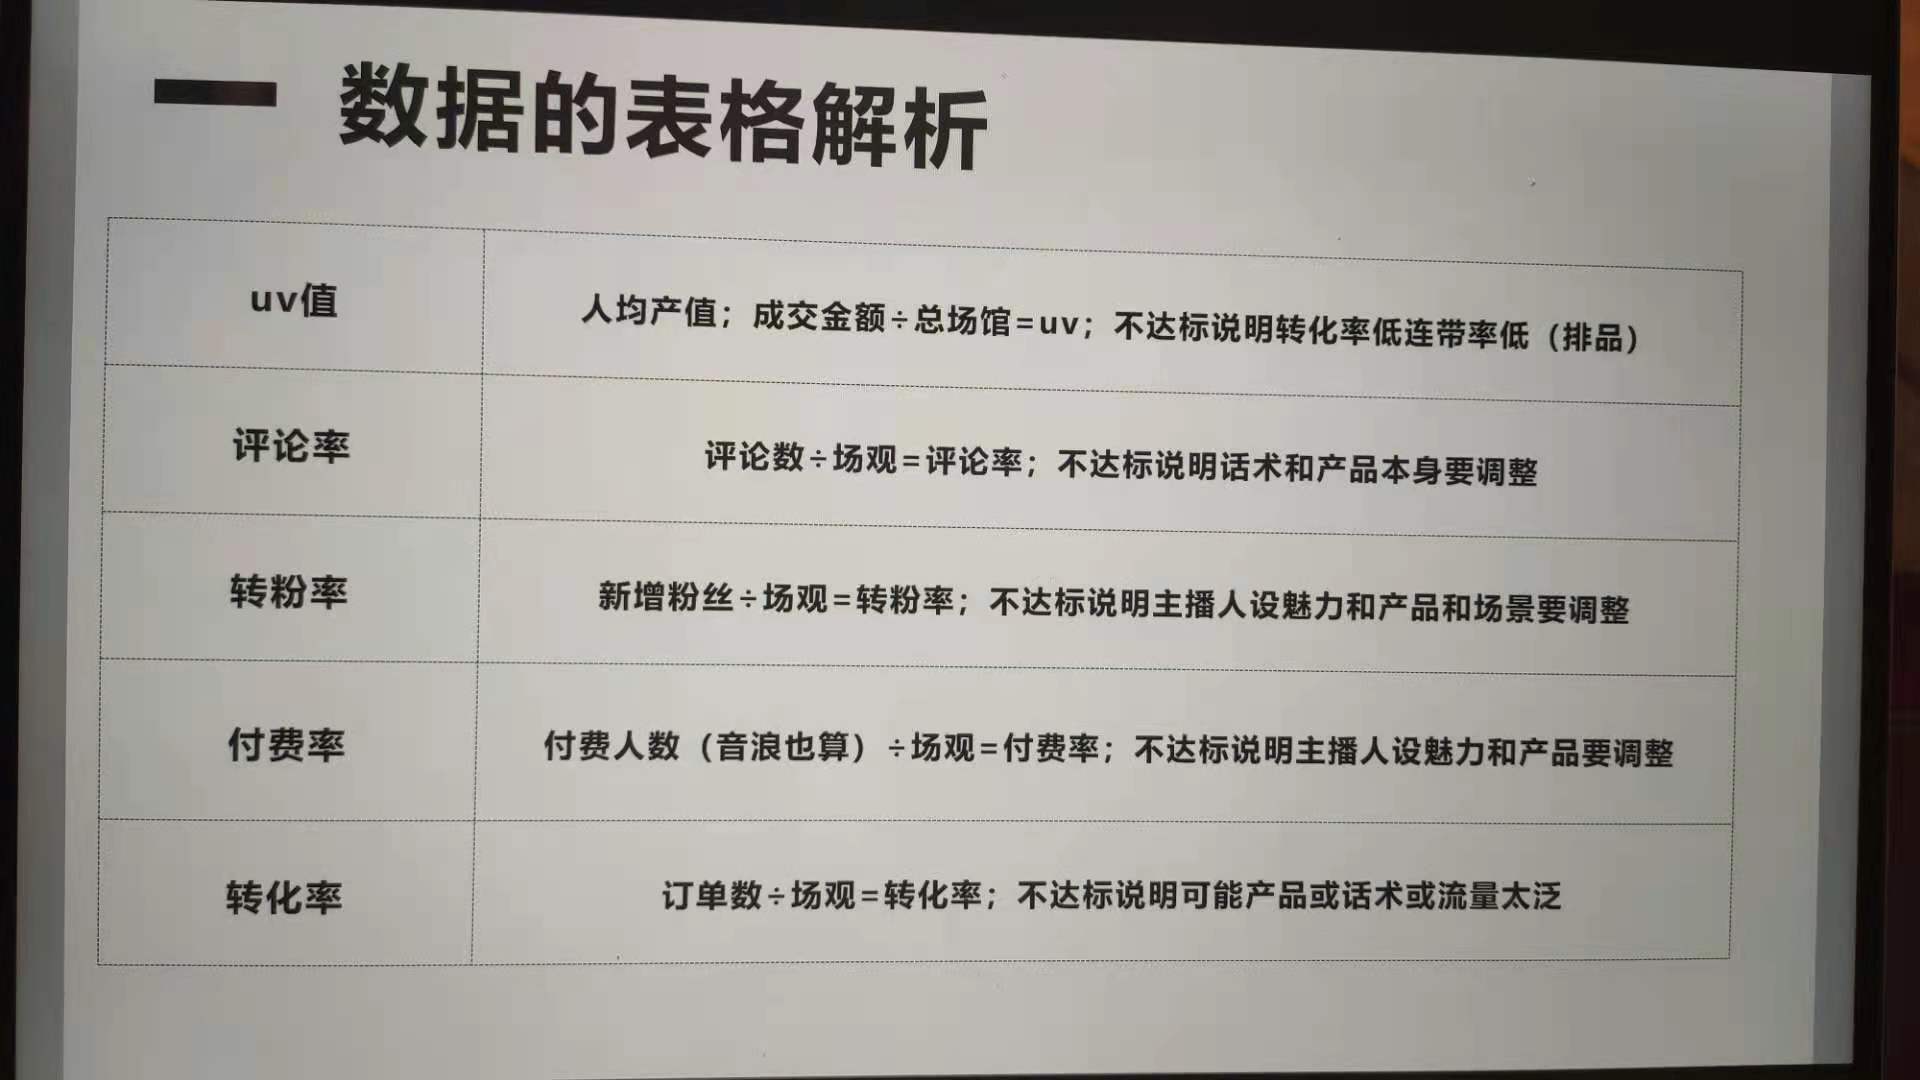 数据的表格解析
uv值
人均产值；成交金额÷总场馆=uv；不达标说明转化率低连带率低（排品）
评论率
评论数÷场观=评论率；不达标说明话术和产品本身要调整
转粉率
新增粉丝÷场观=转粉率；不达标说明主播人设魅力和产品和场景要调整
付费率
付费人数（音浪也算）÷场观=付费率；不达标说明主播人设魅力和产品要调整
转化率
订单数÷场观=转化率；不达标说明可能产品或话术或流量太泛